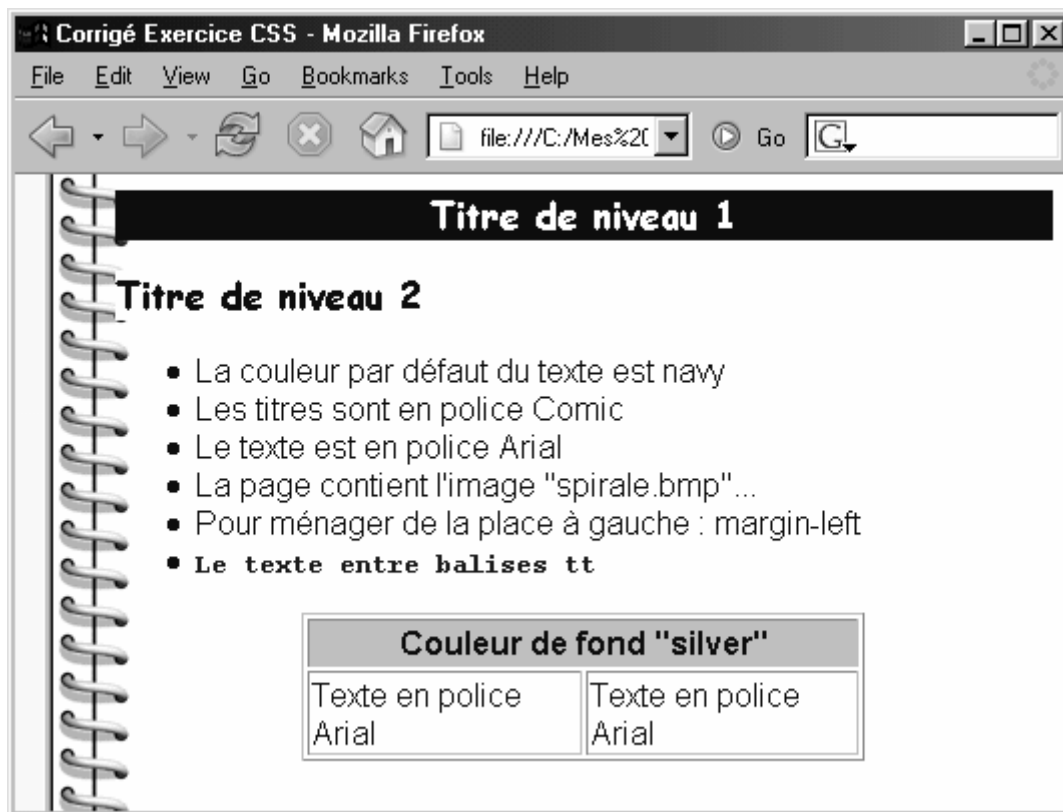 Corrigé Exercice CSS - Mozilla Firefox
File Edit View Go Bookmarks Tools Help
file:///C:/Mes%20 Go G
Titre de niveau 1
Titre de niveau 2
La couleur par défaut du texte est navy
Les titres sont en police Comic
Le texte est en police Arial
La page contient l'image "spirale.bmp"...
Pour ménager de la place à gauche : margin-left
Le texte entre balises tt
Couleur de fond "silver"
Texte en police Texte en police
Arial Arial